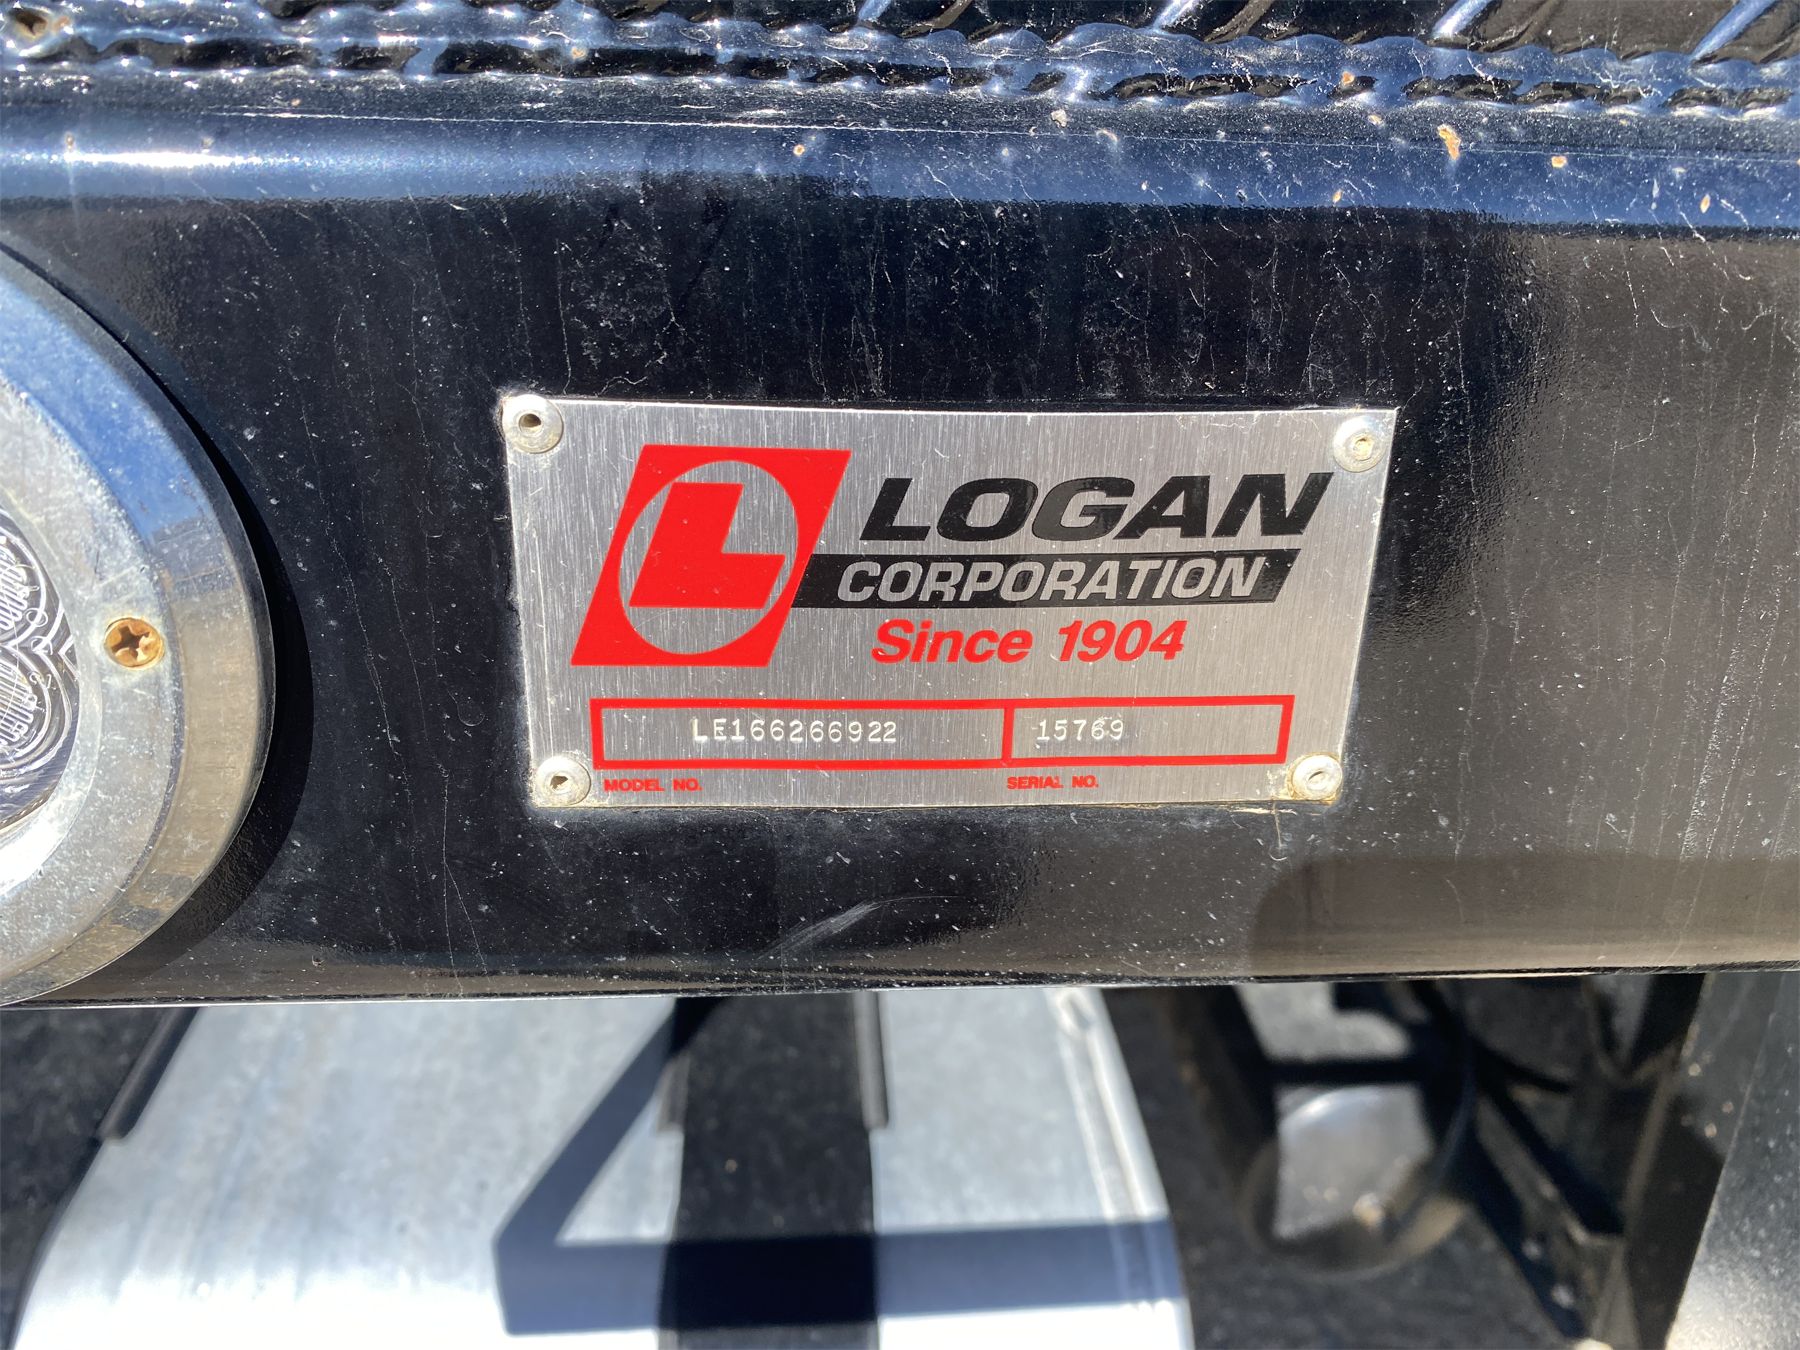 L LOGAN
CORPORATION
Since 1904
LE166266922 15769
MODEL NO. SERIAL NO.